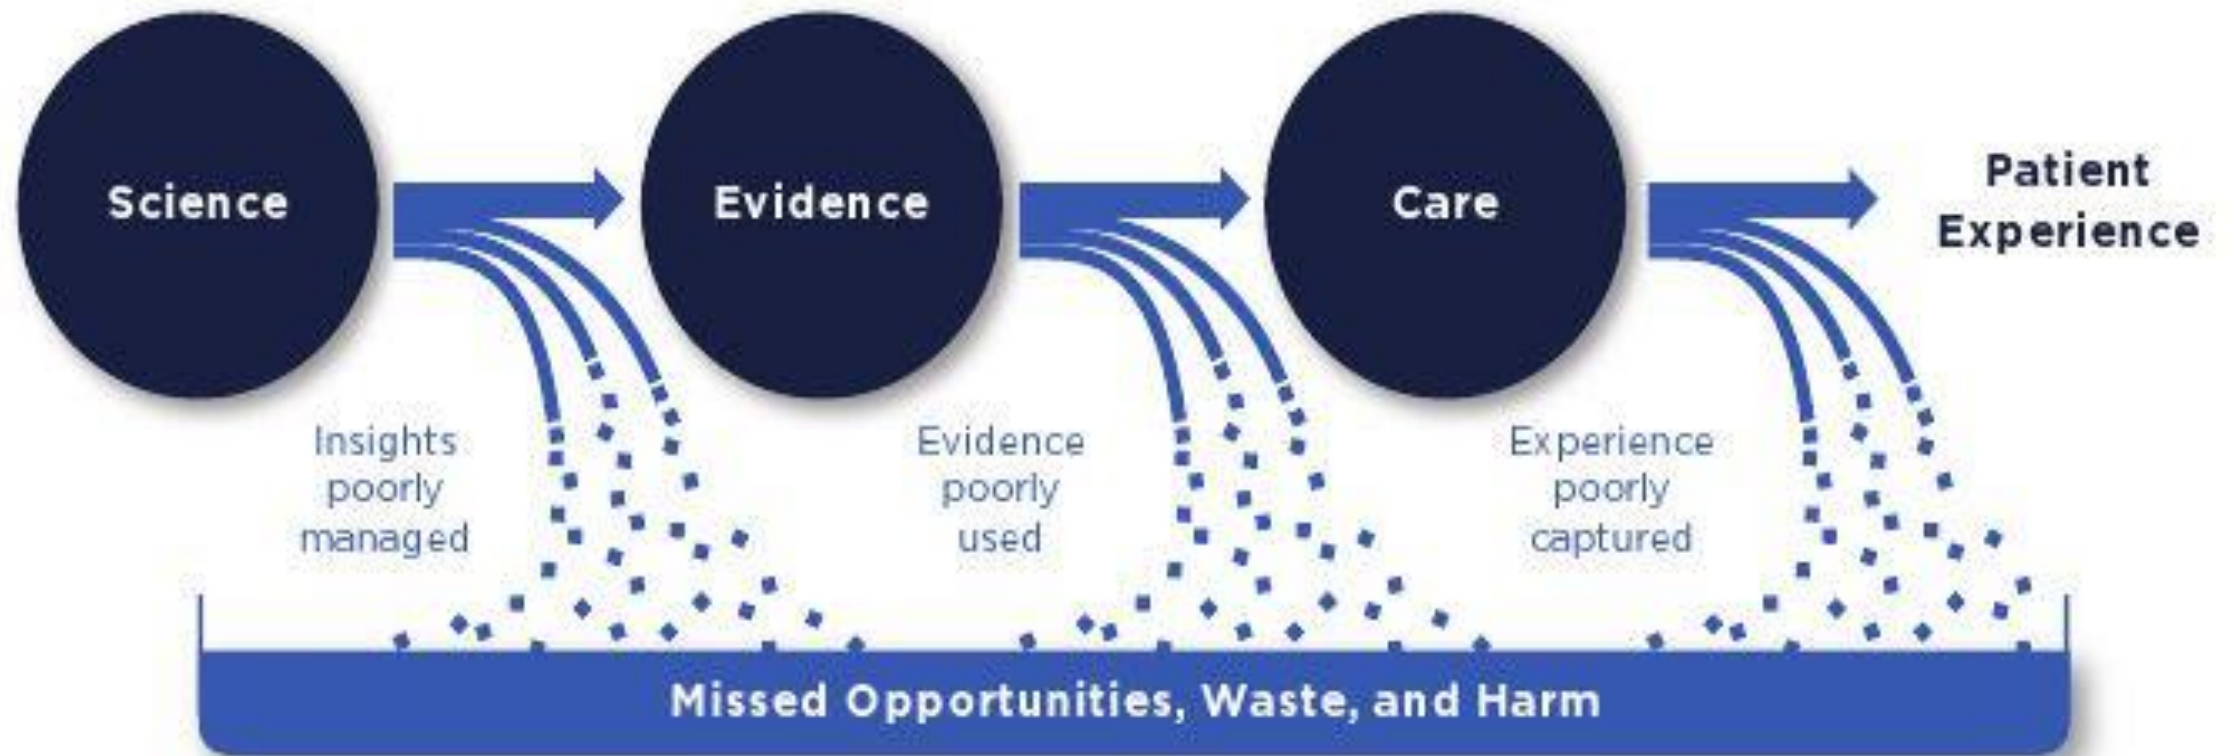 Science
Evidence
Care
Patient
Experience
Insights
poorly
managed
Evidence
poorly
used
Experience
poorly
captured
Missed Opportunities, Waste, and Harm